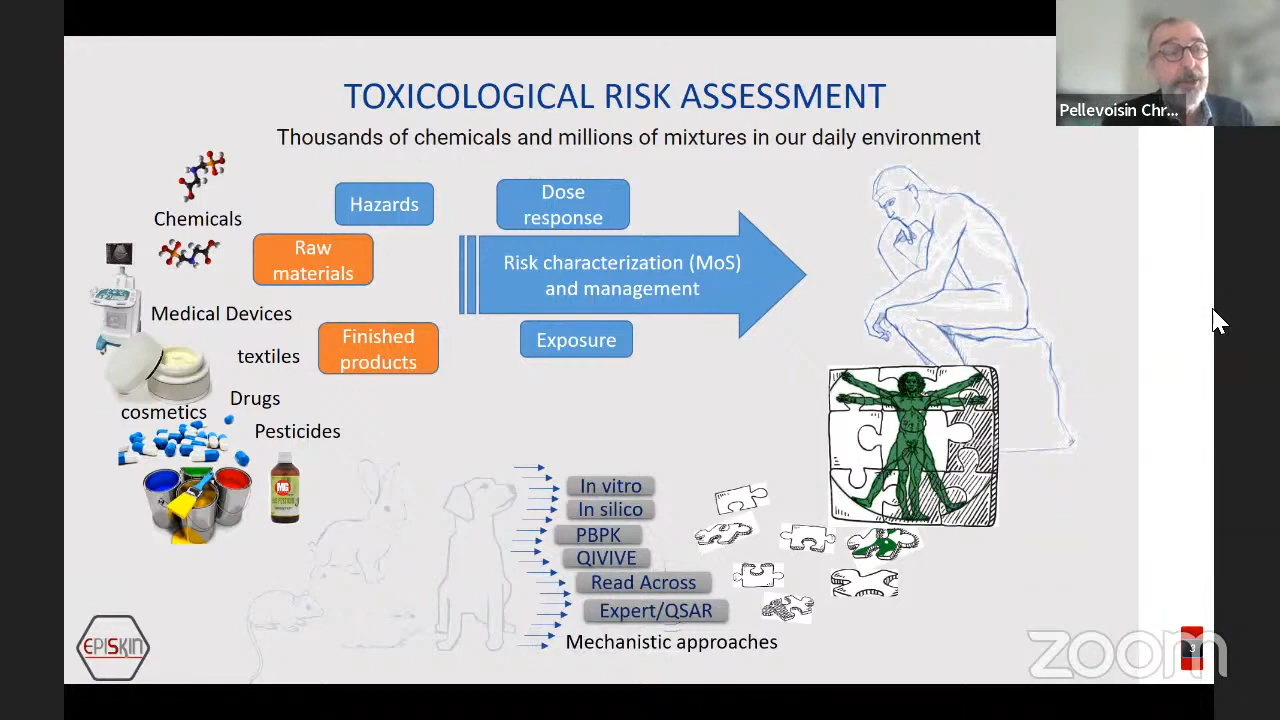 Pellevoisin Chr...
TOXICOLOGICAL RISK ASSESSMENT
Thousands of chemicals and millions of mixtures in our daily environment
Chemicals
Hazards
Dose
response
Raw
materials
Risk characterization (MoS)
and management
Medical Devices
textiles
Finished
products
Exposure
cosmetics
Drugs
Pesticides
MG
In vitro
In silico
PBPK
QIVIVE
Read Across
Expert/QSAR
Mechanistic approaches
EPISKIN
zoom
3